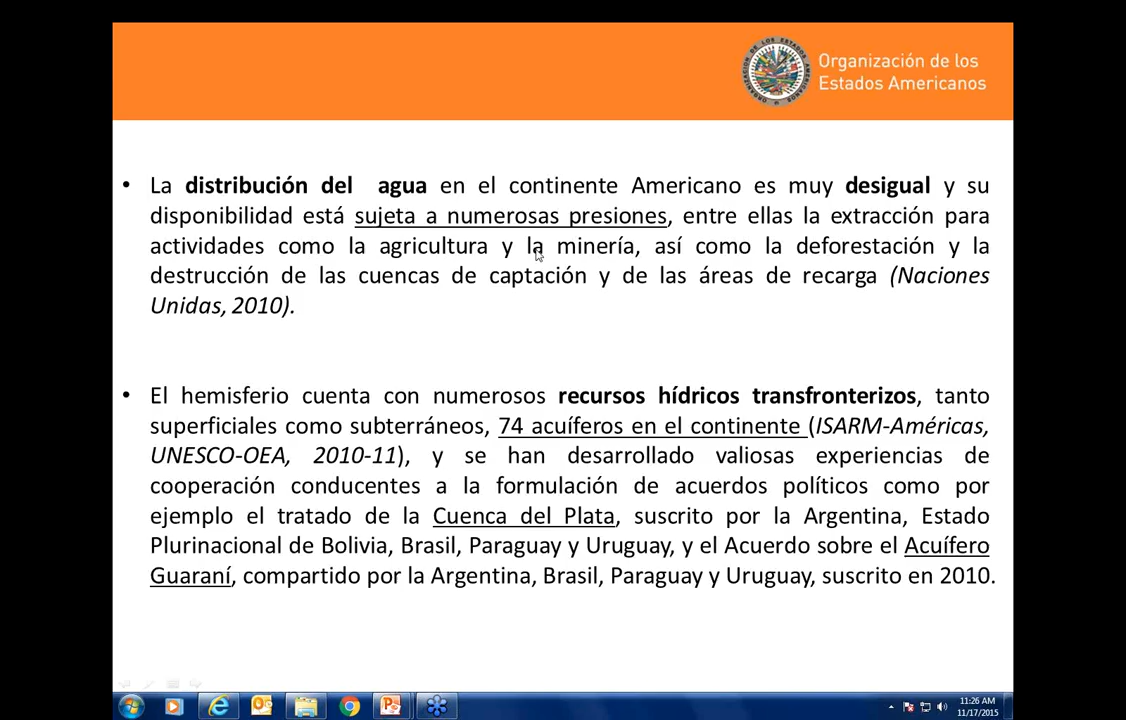 Organización de los
Estados Americanos
• La distribución del agua en el continente Americano es muy desigual y su
disponibilidad está sujeta a numerosas presiones, entre ellas la extracción para
actividades como la agricultura y la minería, así como la deforestación y la
destrucción de las cuencas de captación y de las áreas de recarga (Naciones
Unidas, 2010).
• El hemisferio cuenta con numerosos recursos hídricos transfronterizos, tanto
superficiales como subterráneos, 74 acuíferos en el continente (ISARM-Américas,
UNESCO-OEA, 2010-11), y se han desarrollado valiosas experiencias de
cooperación conducentes a la formulación de acuerdos políticos como por
ejemplo el tratado de la Cuenca del Plata, suscrito por la Argentina, Estado
Plurinacional de Bolivia, Brasil, Paraguay y Uruguay, y el Acuerdo sobre el Acuífero
Guaraní, compartido por la Argentina, Brasil, Paraguay y Uruguay, suscrito en 2010.
11:26 AM
11/17/2015